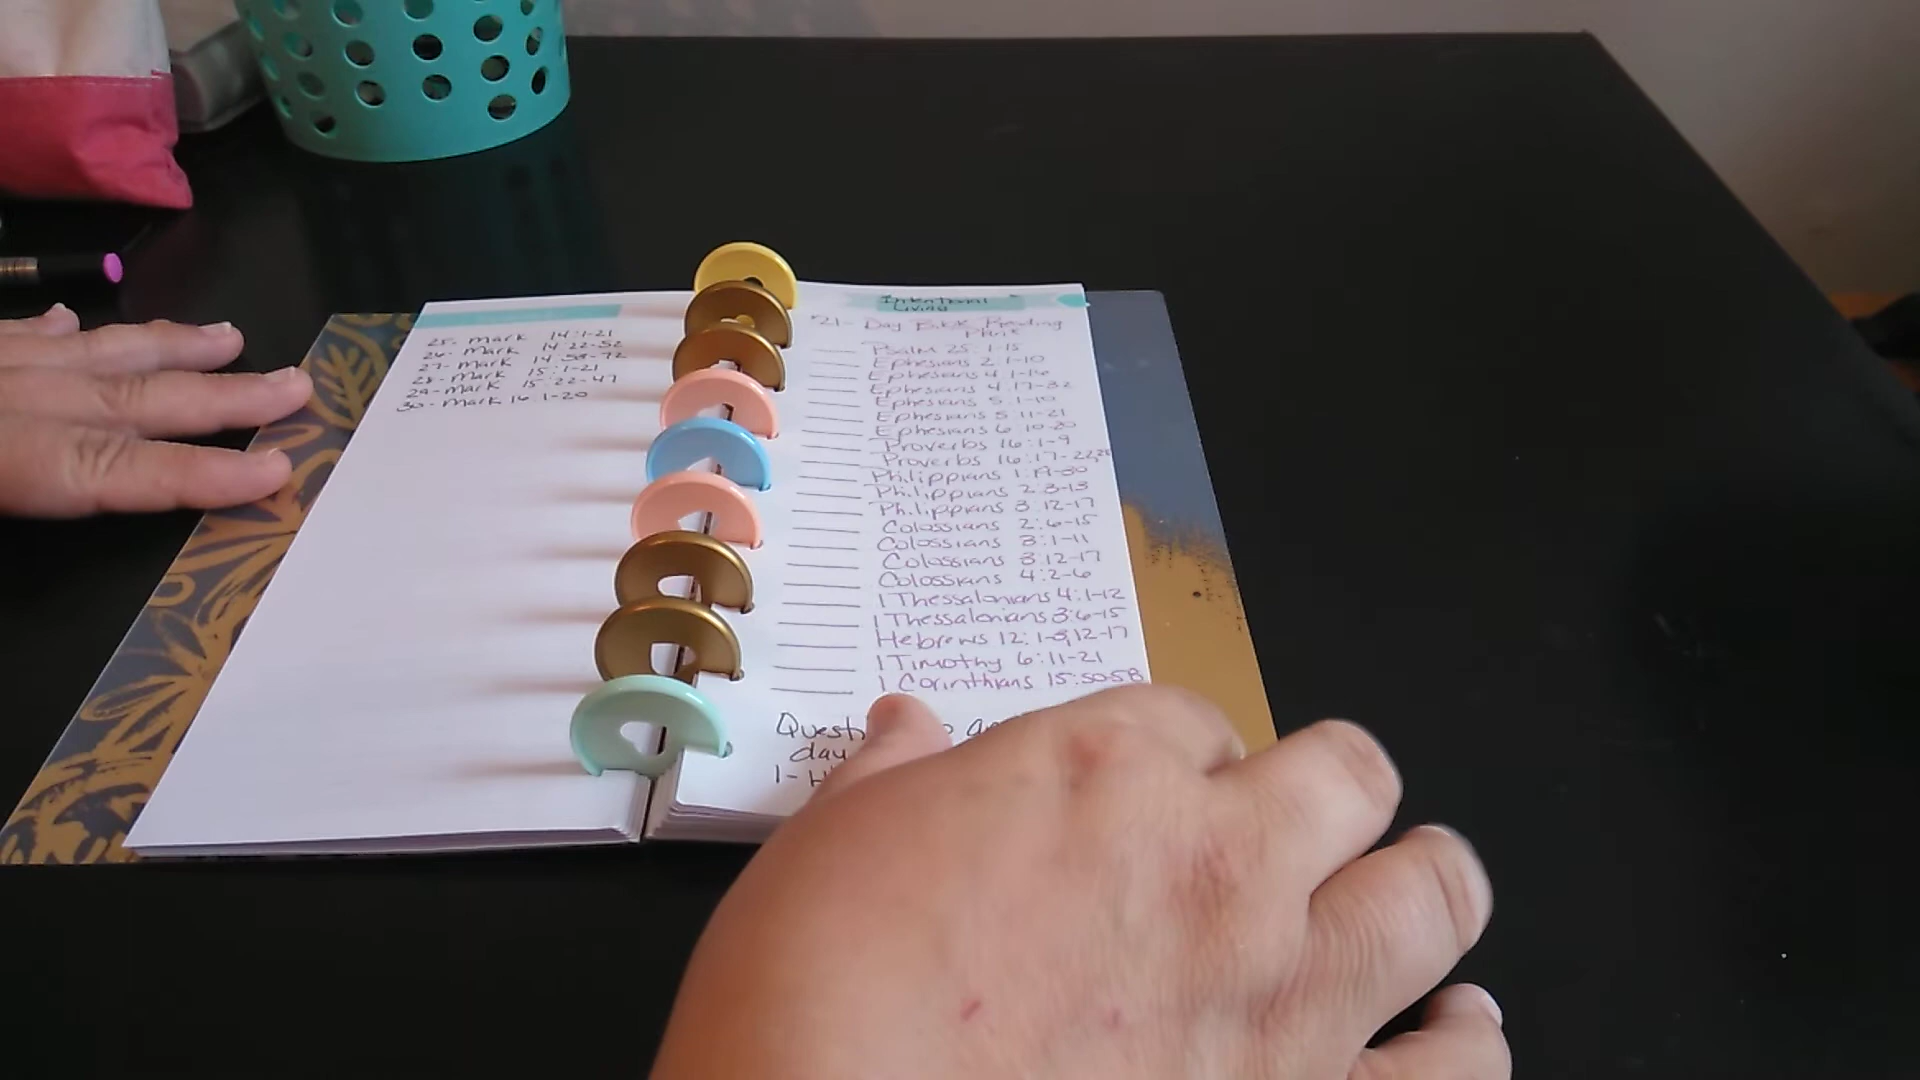 25- Mark 14:1-21
26- Mark 14:22-52
27- Mark 14:53-72
28- Mark 15:1-21
29- Mark 15:22-47
30- Mark 16:1-20
Intentional
Living
21- Day Reading
Psalm 25:1-15
Ephesians 2:1-10
Ephesians 4:1-16
Ephesians 4:17-32
Ephesians 5:1-10
Ephesians 5:11-21
Ephesians 6:10-20
Proverbs 16:1-9
Proverbs 16:17-22,
Philippians 1:19-30
Philippians 2:3-13
Philippians 3:12-17
Colossians 2:6-15
Colossians 3:1-11
Colossians 3:12-17
Colossians 4:2-6
1 Thessalonians 4:1-12
1 Thessalonians 3:6-15
Hebrews 12:1-3,12-17
1 Timothy 6:11-21
1 Corinthians 15:50-58
day
1-